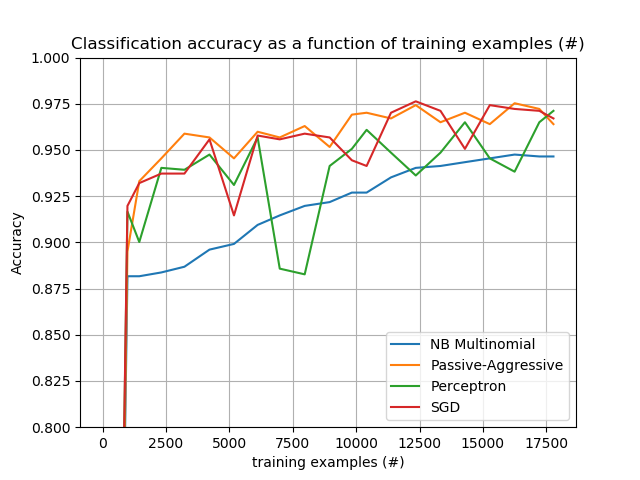 Classification accuracy as a function of training examples (#)
1.000
0.975
0.950
0.925
0.900
0.875
0.850
0.825
0.800
Accuracy
NB Multinomial
Passive-Aggressive
Perceptron
SGD
0 2500 5000 7500 10000 12500 15000 17500
training examples (#)